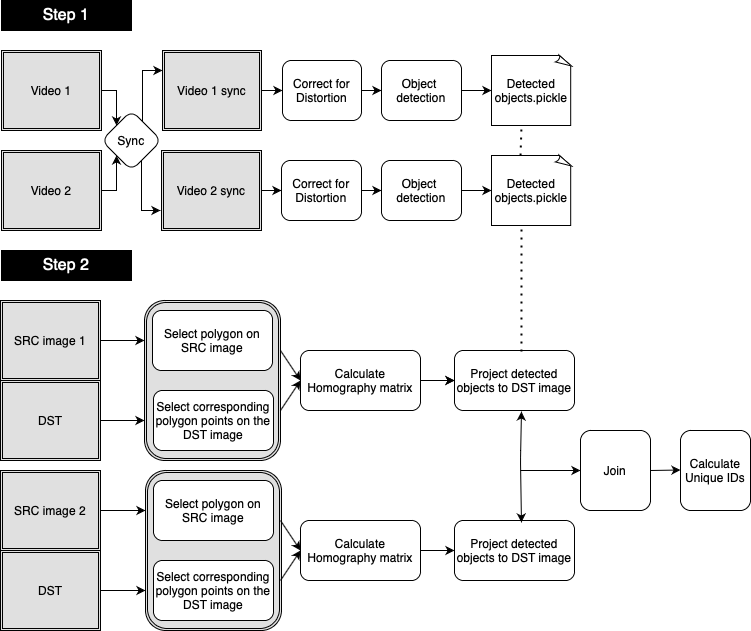 Step 1
Video 1
Sync
Video 1 sync
Correct for
Distortion
Object
detection
Detected
objects.pickle
Video 2
Video 2 sync
Correct for
Distortion
Object
detection
Detected
objects.pickle
Step 2
SRC image 1
Select polygon on
SRC image
DST
Select corresponding
polygon points on the
DST image
Calculate
Homography matrix
Project detected
objects to DST image
SRC image 2
Select polygon on
SRC image
DST
Select corresponding
polygon points on the
DST image
Calculate
Homography matrix
Project detected
objects to DST image
Join
Calculate
Unique IDs